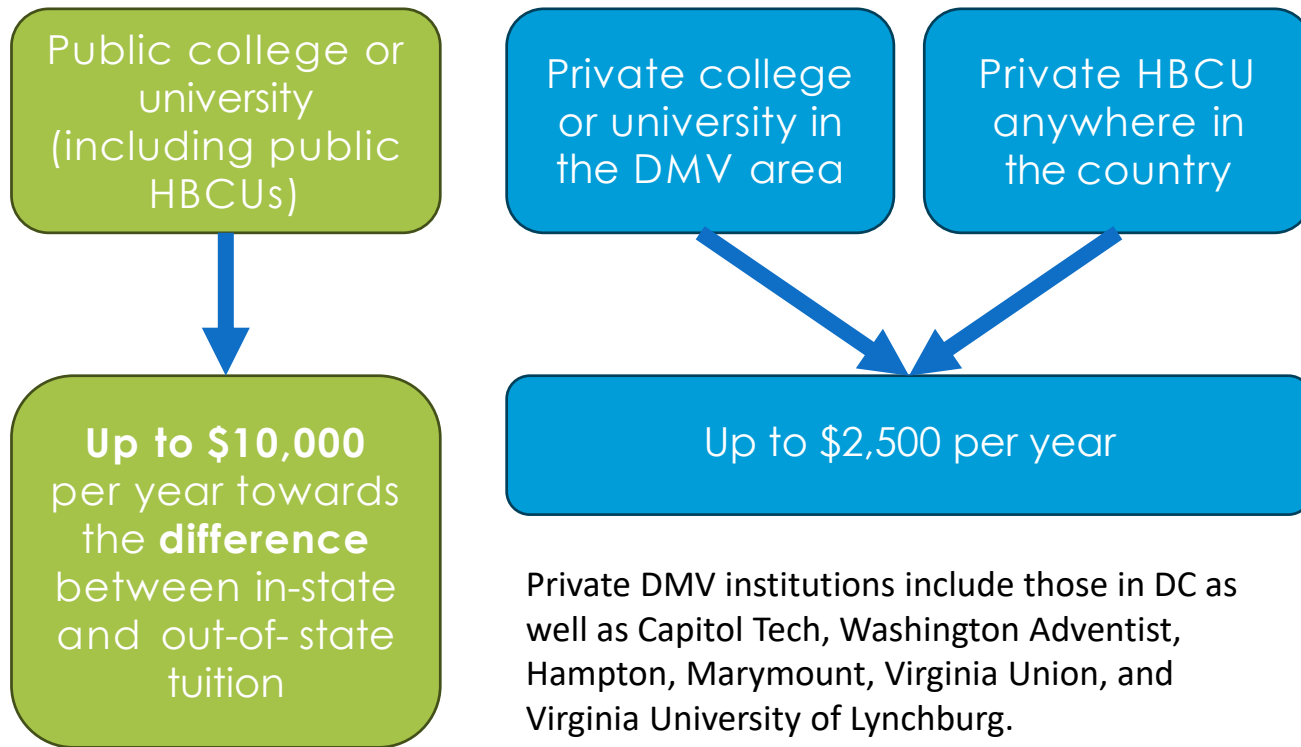 Public college or
university
(including public
HBCUs)
Private college
or university in
the DMV area
Private HBCU
anywhere in
the country
Up to $10,000
per year towards
the difference
between in-state
and out-of- state
tuition
Up to $2,500 per year
Private DMV institutions include those in DC as
well as Capitol Tech, Washington Adventist,
Hampton, Marymount, Virginia Union, and
Virginia University of Lynchburg.